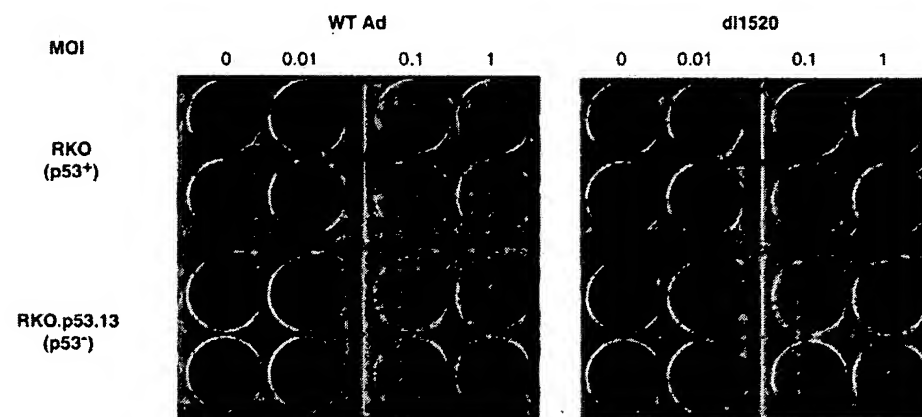 WT Ad dl1520
MOI 0 0.01 0.1 1 0 0.01 0.1 1
RKO
(p53+)
RKO.p53.13
(p53-)